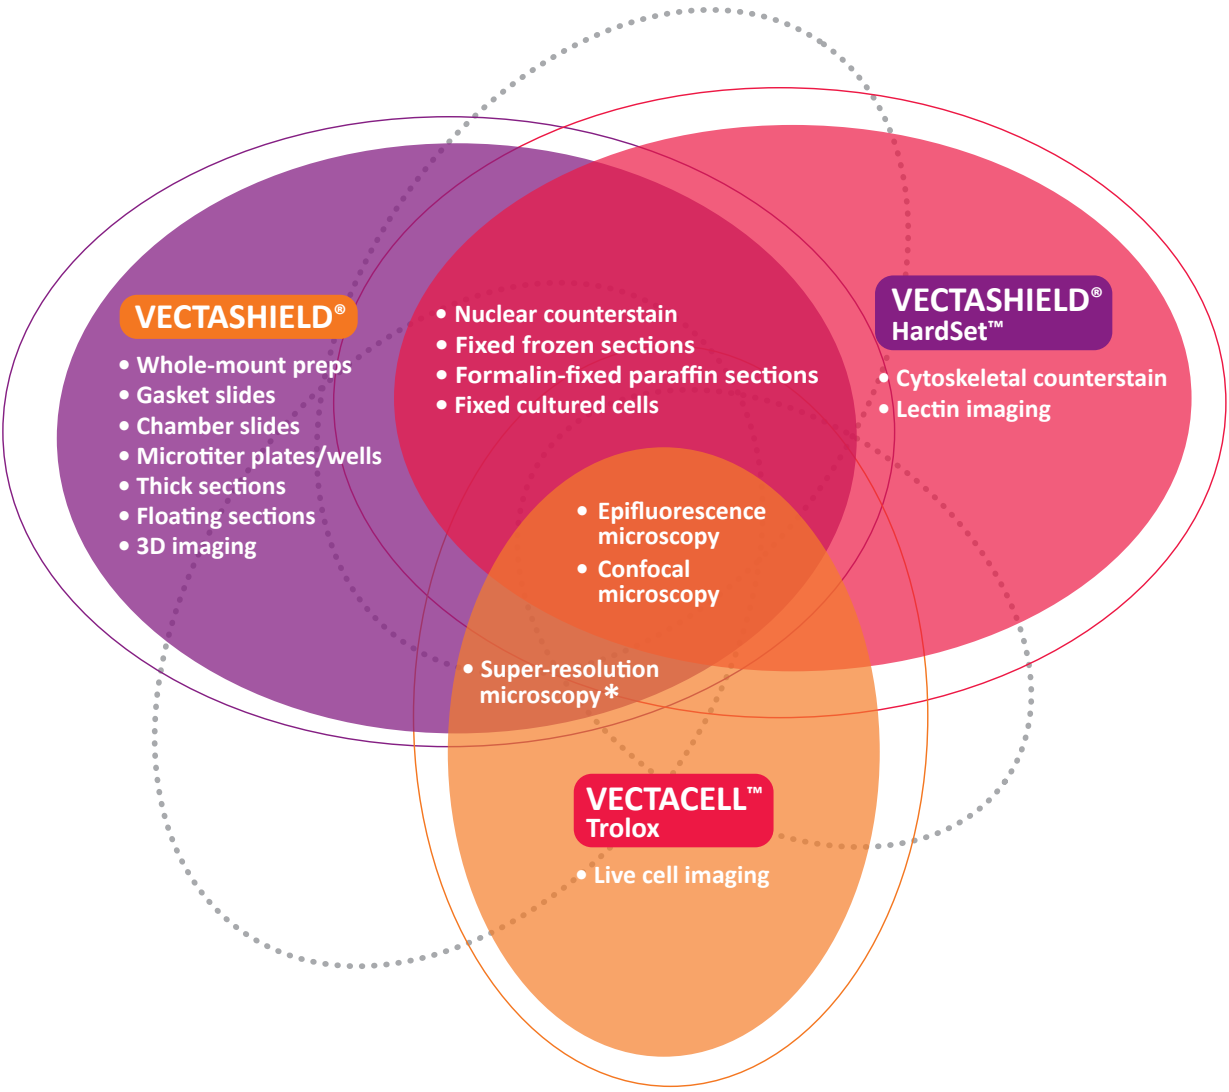 VECTASHIELD®
• Whole-mount preps
• Gasket slides
• Chamber slides
• Microtiter plates/wells
• Thick sections
• Floating sections
• 3D imaging
• Nuclear counterstain
• Fixed frozen sections
• Formalin-fixed paraffin sections
• Fixed cultured cells
VECTASHIELD®
HardSet™
• Cytoskeletal counterstain
• Lectin imaging
• Epifluorescence
microscopy
• Confocal
microscopy
• Super-resolution
microscopy*
VECTACELL™
Trolox
• Live cell imaging